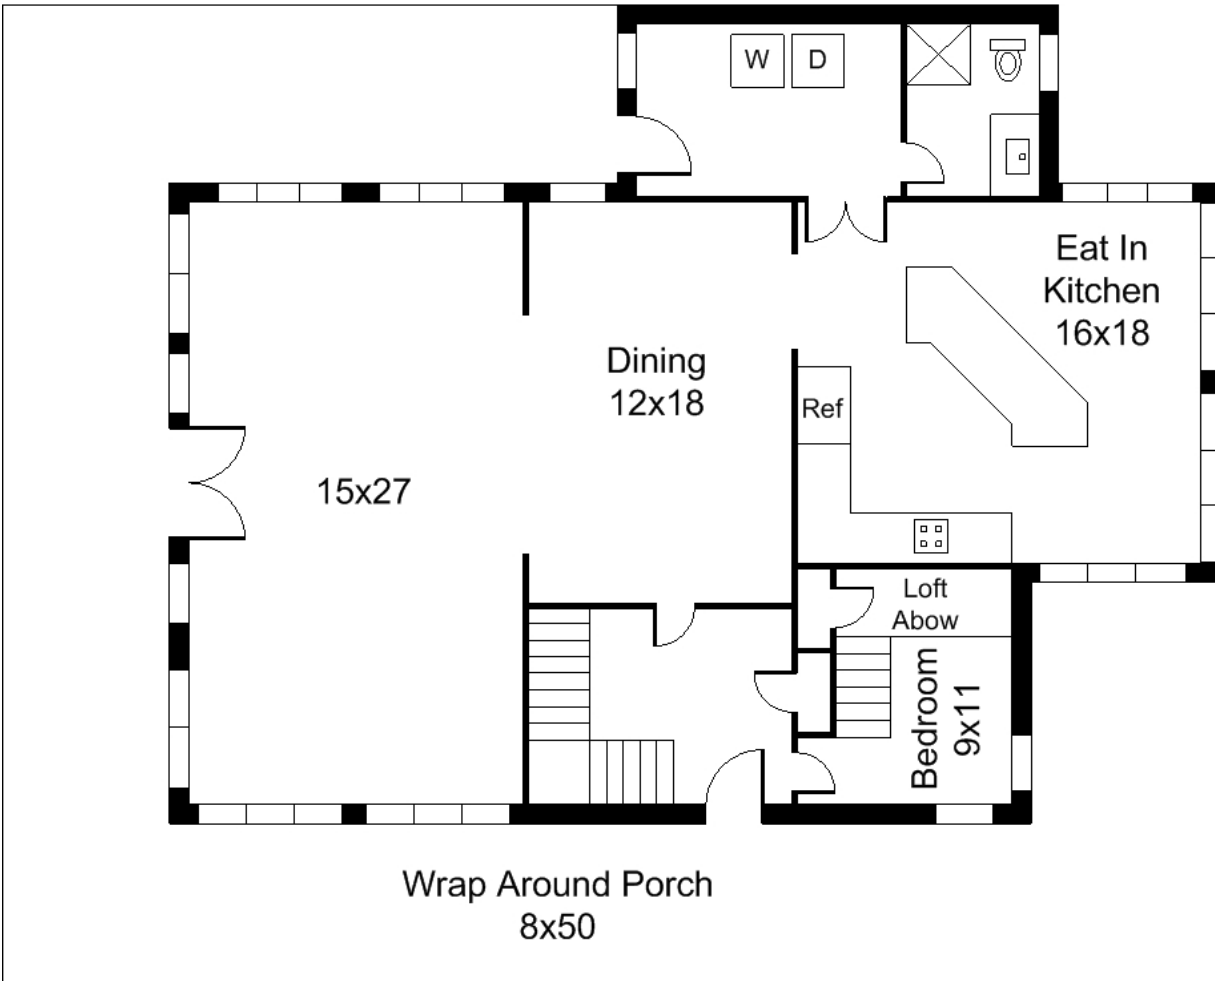 W D
Eat In
Kitchen
16x18
Dining
12x18
Ref
15x27
Loft
Abow
Bedroom
9x11
Wrap Around Porch
8x50